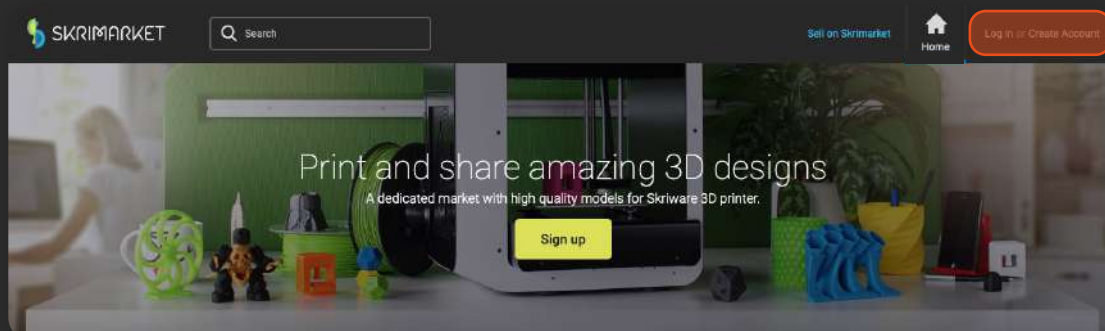 SKRIMARKET
Search
Sell on Skrimarket
Home
Log in or Create Account
Print and share amazing 3D designs
A dedicated market with high quality models for Skriware 3D printer.
Sign up